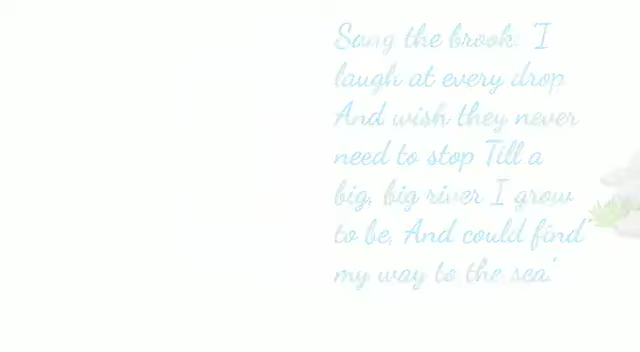 Sang the brook: 'I
laugh at every drop
And wish they never
need to stop Till a
big, big river I grow
to be, And could find
my way to the sea.'